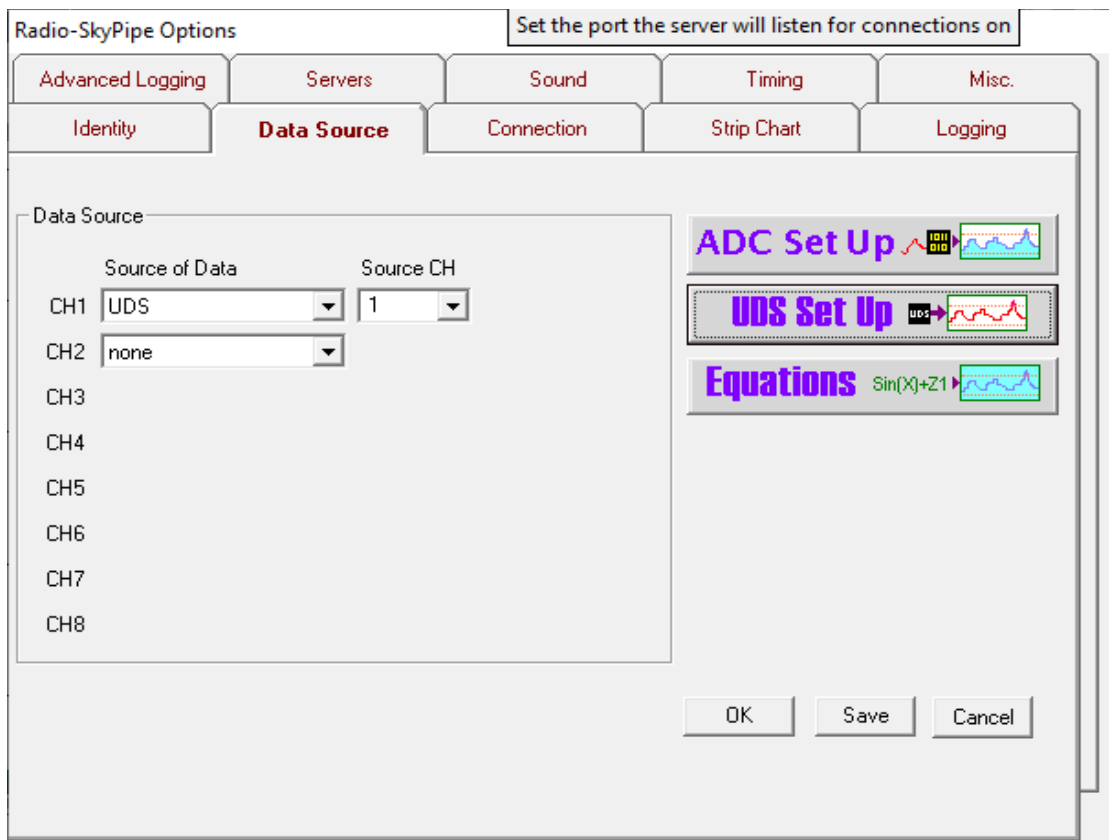 Radio-SkyPipe Options
Set the port the server will listen for connections on
Advanced Logging Servers Sound Timing Misc.
Identity Data Source Connection Strip Chart Logging
Data Source
Source of Data Source CH
CH1 UDS 1
CH2 none
CH3
CH4
CH5
CH6
CH7
CH8
ADC Set Up 1011 010
UDS Set Up UDS
Equations Sin(X)+Z1
OK Save Cancel